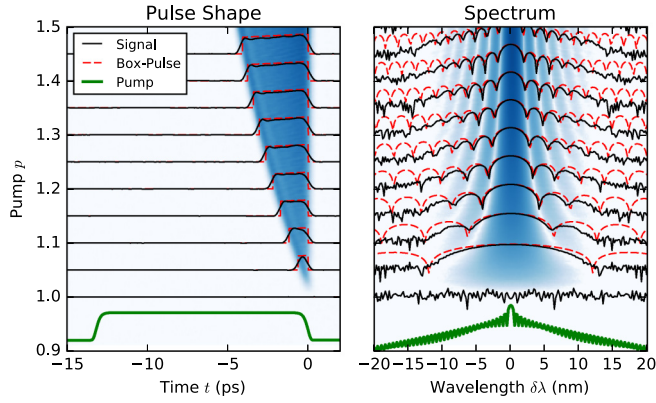 Pulse Shape
Spectrum
Signal
Box-Pulse
Pump
Pump p
1.5
1.4
1.3
1.2
1.1
1.0
0.9
−15
−10
−5
0
Time t (ps)
−20 −15 −10 −5 0 5 10 15 20
Wavelength δλ (nm)